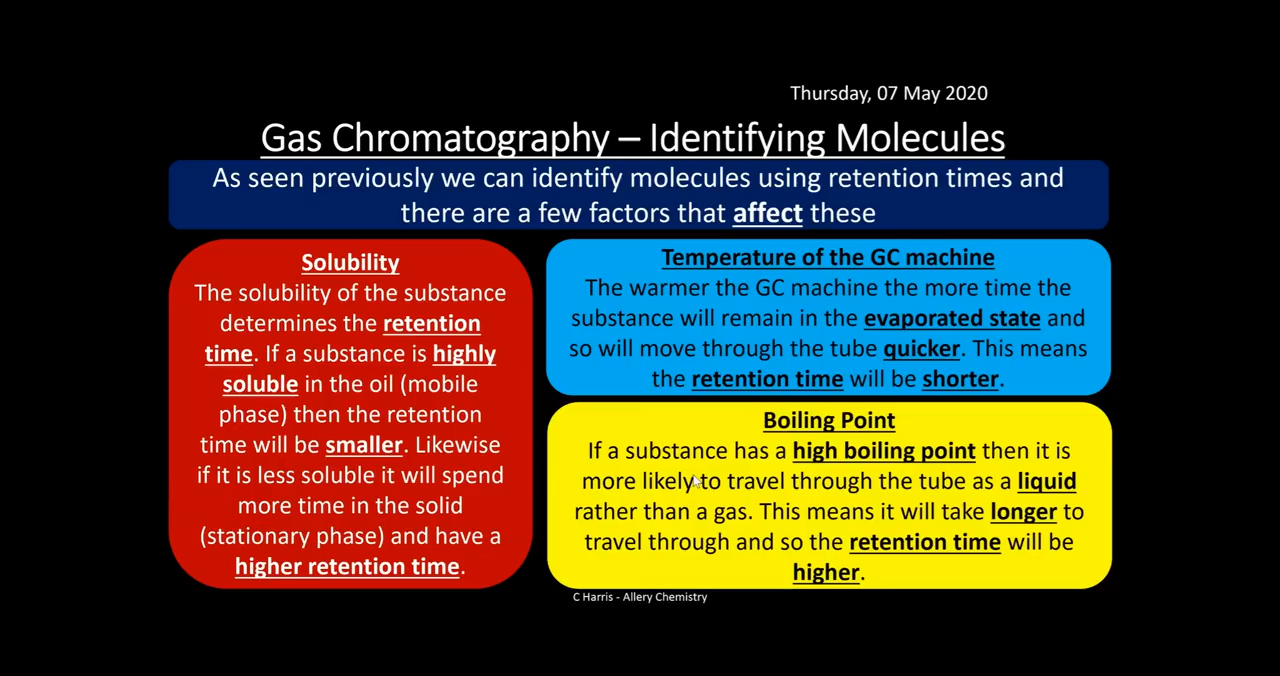 Thursday, 07 May 2020
Gas Chromatography – Identifying Molecules
As seen previously we can identify molecules using retention times and
there are a few factors that affect these
Solubility
The solubility of the substance
determines the retention
time. If a substance is highly
soluble in the oil (mobile
phase) then the retention
time will be smaller. Likewise
if it is less soluble it will spend
more time in the solid
(stationary phase) and have a
higher retention time.
Temperature of the GC machine
The warmer the GC machine the more time the
substance will remain in the evaporated state and
so will move through the tube quicker. This means
the retention time will be shorter.
Boiling Point
If a substance has a high boiling point then it is
more likely to travel through the tube as a liquid
rather than a gas. This means it will take longer to
travel through and so the retention time will be
higher.
C Harris - Allery Chemistry